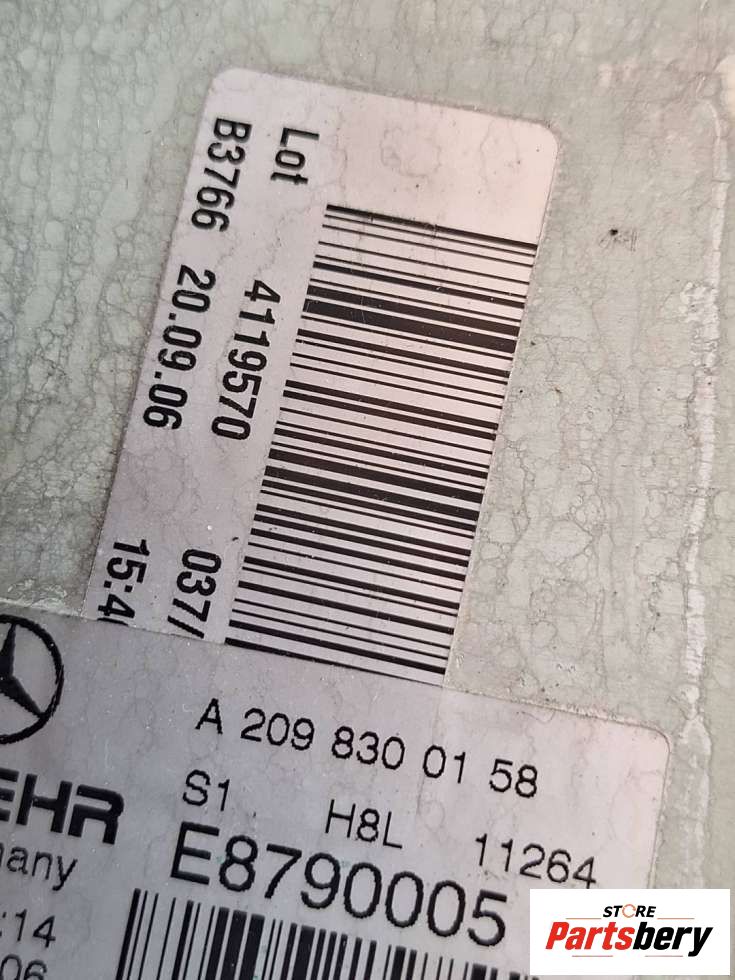 Lot 4119570 037/
B3766 20.09.06 15:4
A 209 830 01 58
S1 H8L 11264
EHR
E8790005
any
:14
06
STORE
Partsbery